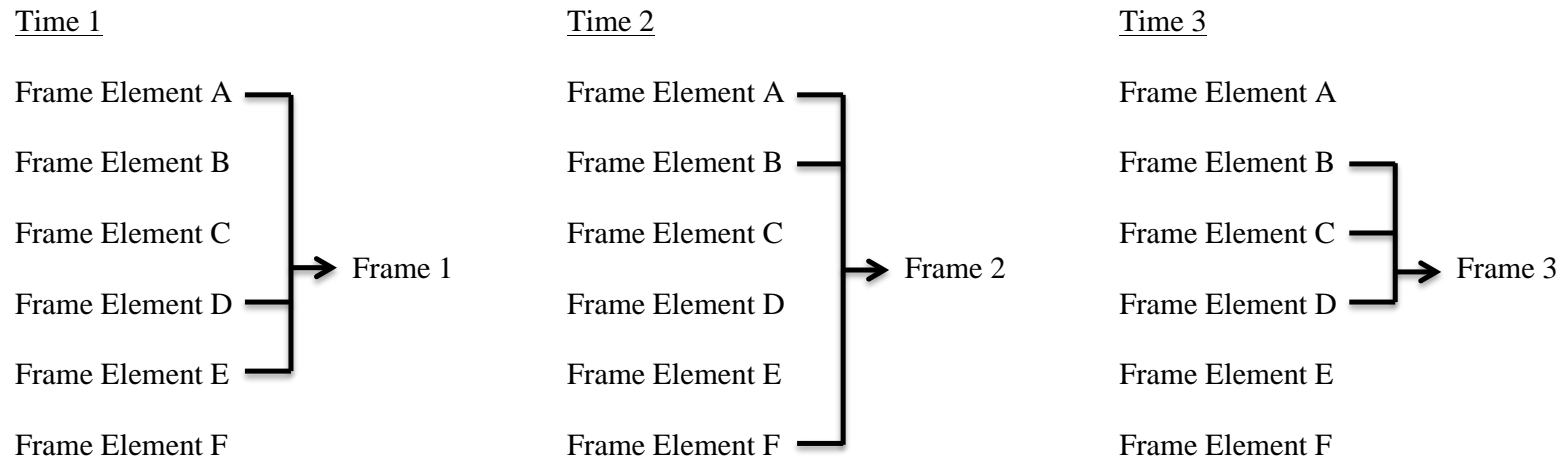 Time 1
Frame Element A
Frame Element B
Frame Element C
Frame 1
Frame Element D
Frame Element E
Frame Element F
Time 2
Frame Element A
Frame Element B
Frame Element C
Frame 2
Frame Element D
Frame Element E
Frame Element F
Time 3
Frame Element A
Frame Element B
Frame Element C
Frame 3
Frame Element D
Frame Element E
Frame Element F